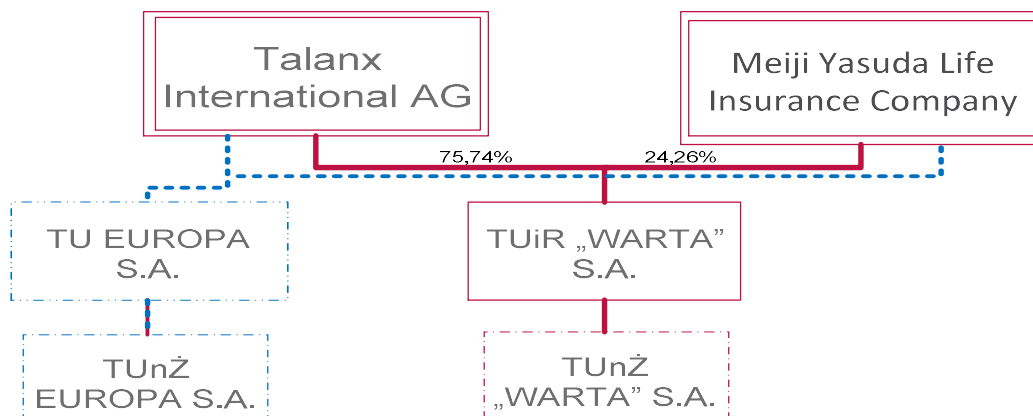 Talanx
International AG
Meiji Yasuda Life
Insurance Company
75,74%
24,26%
TU EUROPA
S.A.
TUiR „WARTA”
S.A.
TUnŻ
EUROPA S.A.
TUnŻ
„WARTA” S.A.